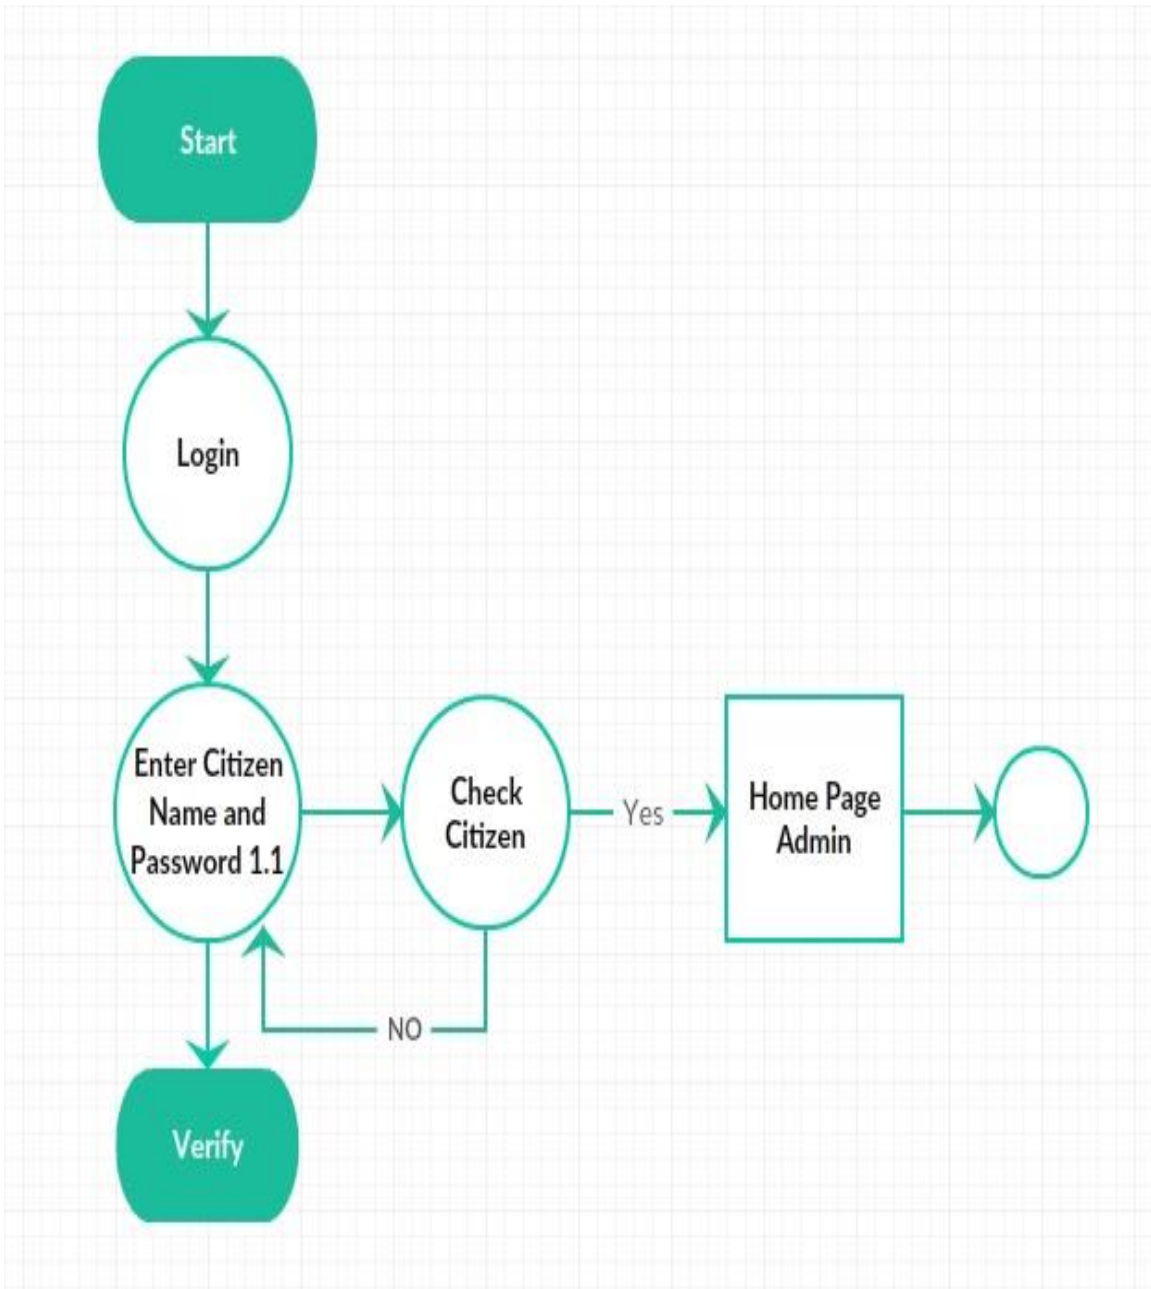 Start
Login
Enter Citizen
Name and
Password 1.1
Check
Citizen
Yes
Home Page
Admin
NO
Verify